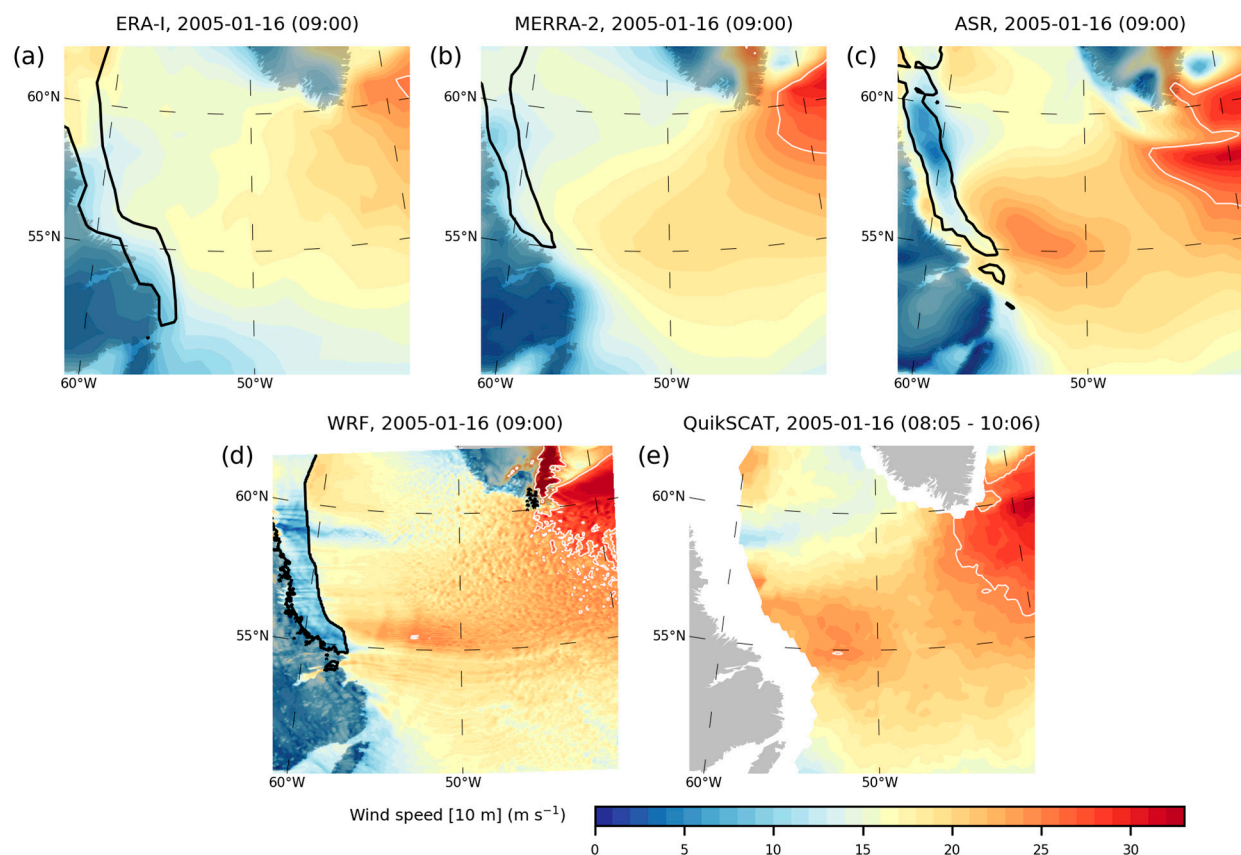 ERA-I, 2005-01-16 (09:00)
MERRA-2, 2005-01-16 (09:00)
ASR, 2005-01-16 (09:00)
(a)
(b)
(c)
60°N
60°N
60°N
55°N
55°N
55°N
60°W
50°W
60°W
50°W
60°W
50°W
WRF, 2005-01-16 (09:00)
QuikSCAT, 2005-01-16 (08:05 - 10:06)
(d)
(e)
60°N
60°N
55°N
55°N
60°W
50°W
60°W
50°W
Wind speed [10 m] (m s⁻¹)
0 5 10 15 20 25 30